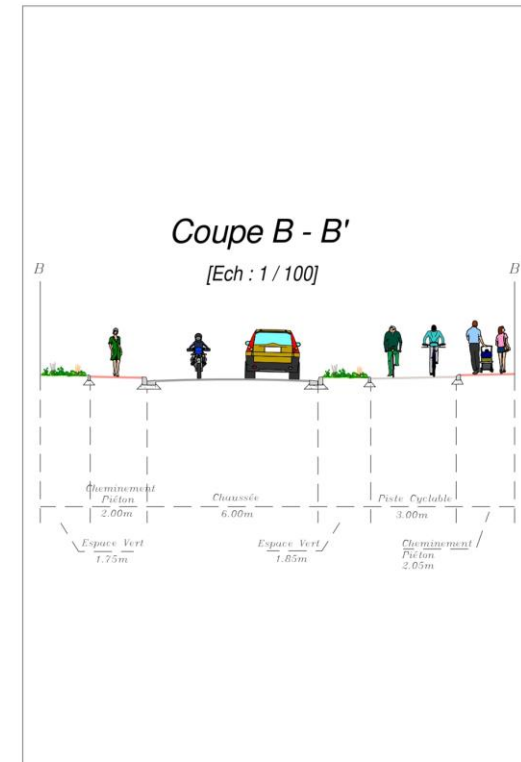 Coupe B - B'
[Ech : 1 / 100]
B
B
Cheminement
Piéton
2.00m
Chaussée
6.00m
Piste Cyclable
3.00m
Espace Vert
1.75m
Espace Vert
1.85m
Cheminement
Piéton
2.05m